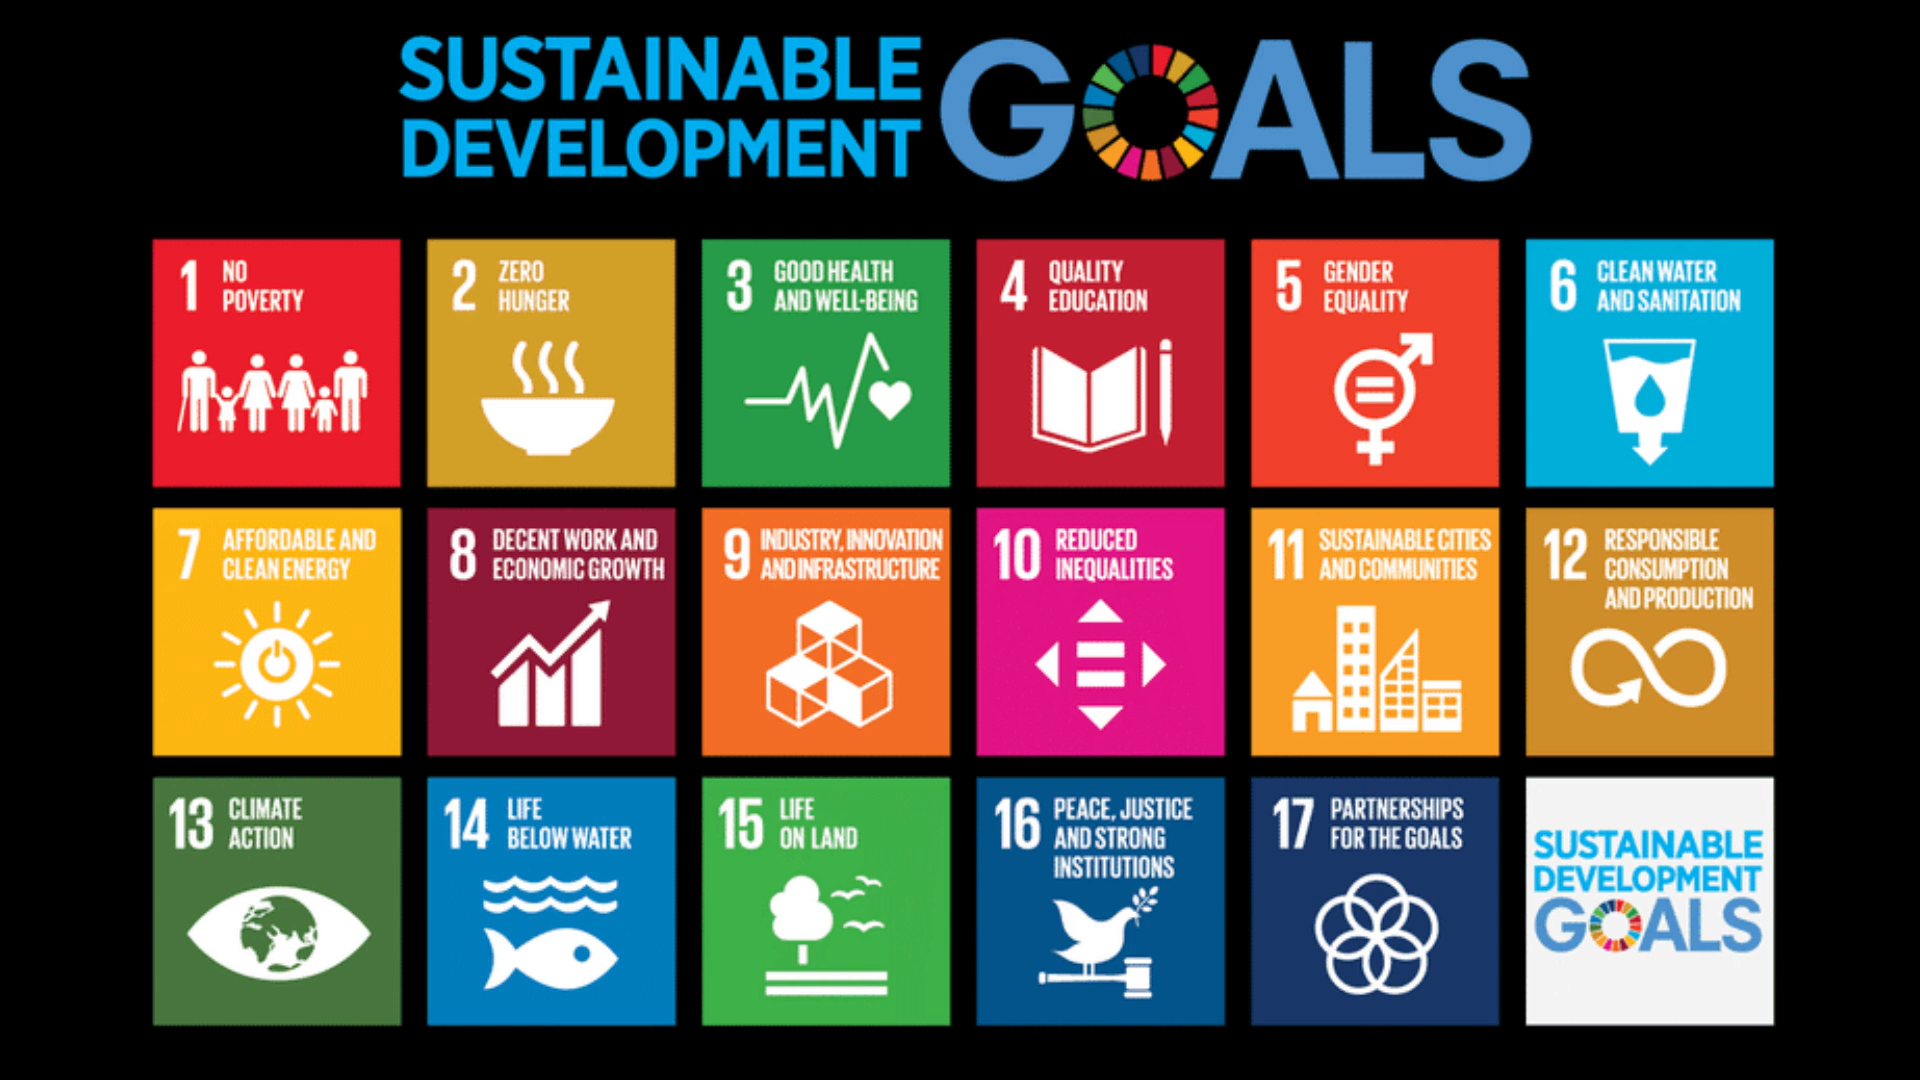 SUSTAINABLE
DEVELOPMENT
GOALS
1 NO
POVERTY
2 ZERO
HUNGER
3 GOOD HEALTH
AND WELL-BEING
4 QUALITY
EDUCATION
5 GENDER
EQUALITY
6 CLEAN WATER
AND SANITATION
7 AFFORDABLE AND
CLEAN ENERGY
8 DECENT WORK AND
ECONOMIC GROWTH
9 INDUSTRY, INNOVATION
AND INFRASTRUCTURE
10 REDUCED
INEQUALITIES
11 SUSTAINABLE CITIES
AND COMMUNITIES
12 RESPONSIBLE
CONSUMPTION
AND PRODUCTION
13 CLIMATE
ACTION
14 LIFE
BELOW WATER
15 LIFE
ON LAND
16 PEACE, JUSTICE
AND STRONG
INSTITUTIONS
17 PARTNERSHIPS
FOR THE GOALS
SUSTAINABLE
DEVELOPMENT
GOALS